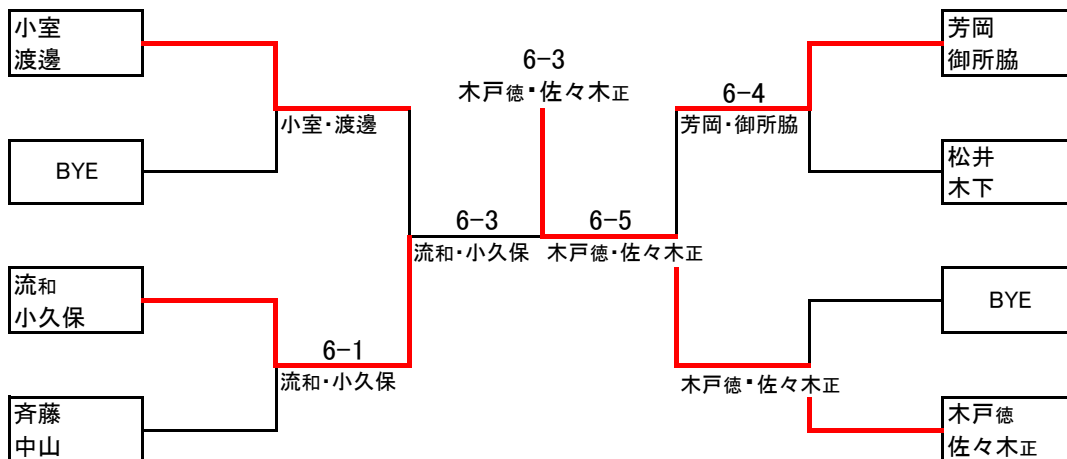 小室
渡邊
BYE
流和
小久保
斉藤
中山
小室・渡邊
6-1
流和・小久保
6-3
流和・小久保
6-3
木戸徳・佐々木正
6-5
木戸徳・佐々木正
6-4
芳岡・御所脇
木戸徳・佐々木正
芳岡
御所脇
松井
木下
BYE
木戸徳
佐々木正